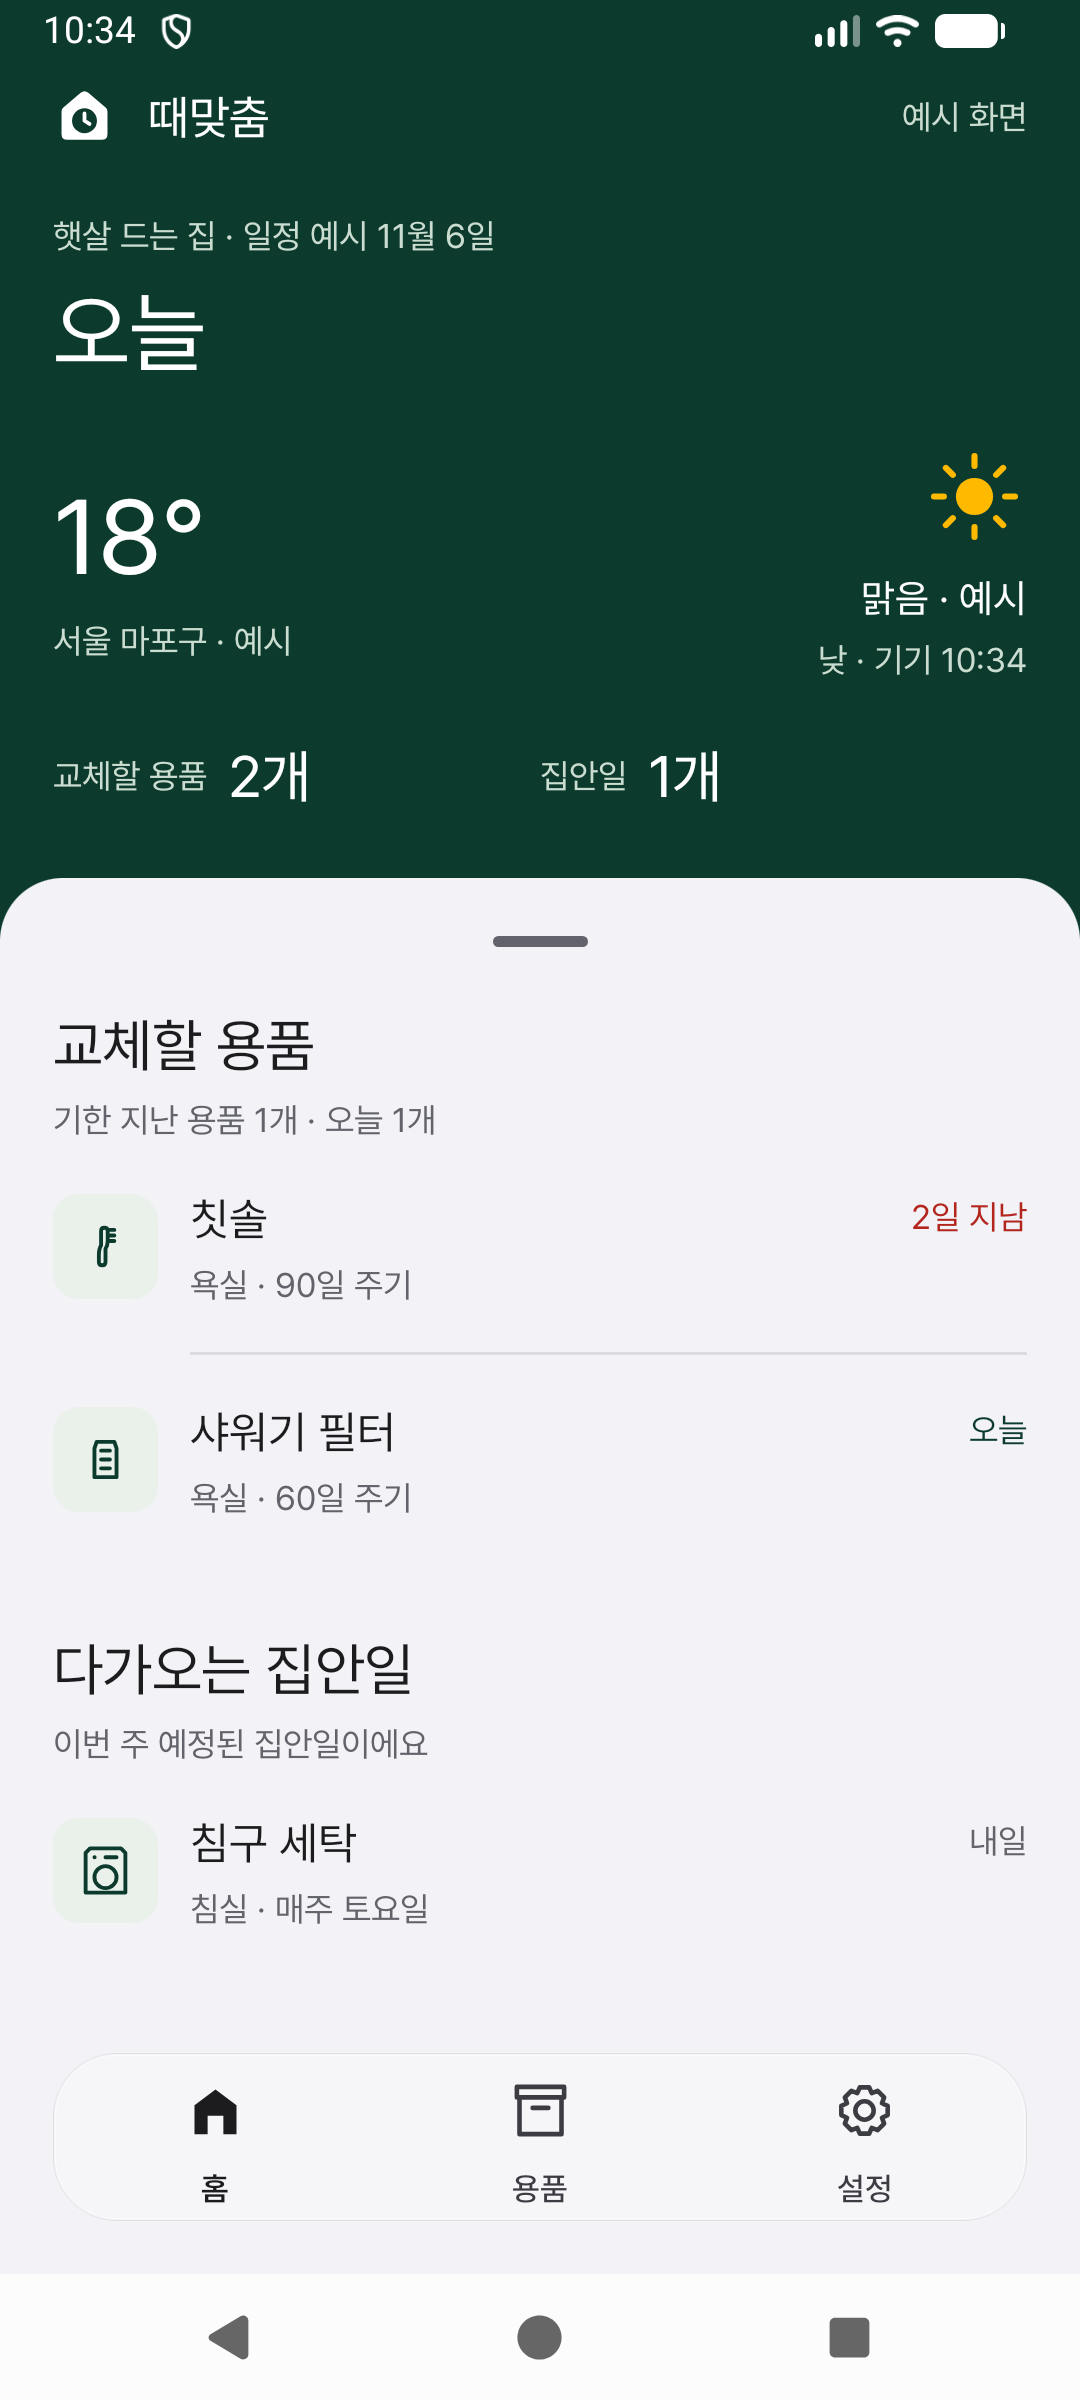 10:34
때맞춤
예시 화면
햇살 드는 집 · 일정 예시 11월 6일
오늘
18°
맑음 · 예시
서울 마포구 · 예시
낮 · 기기 10:34
교체할 용품 2개
집안일 1개
교체할 용품
기한 지난 용품 1개 · 오늘 1개
칫솔
2일 지남
욕실 · 90일 주기
샤워기 필터
오늘
욕실 · 60일 주기
다가오는 집안일
이번 주 예정된 집안일이에요
침구 세탁
내일
침실 · 매주 토요일
홈
용품
설정